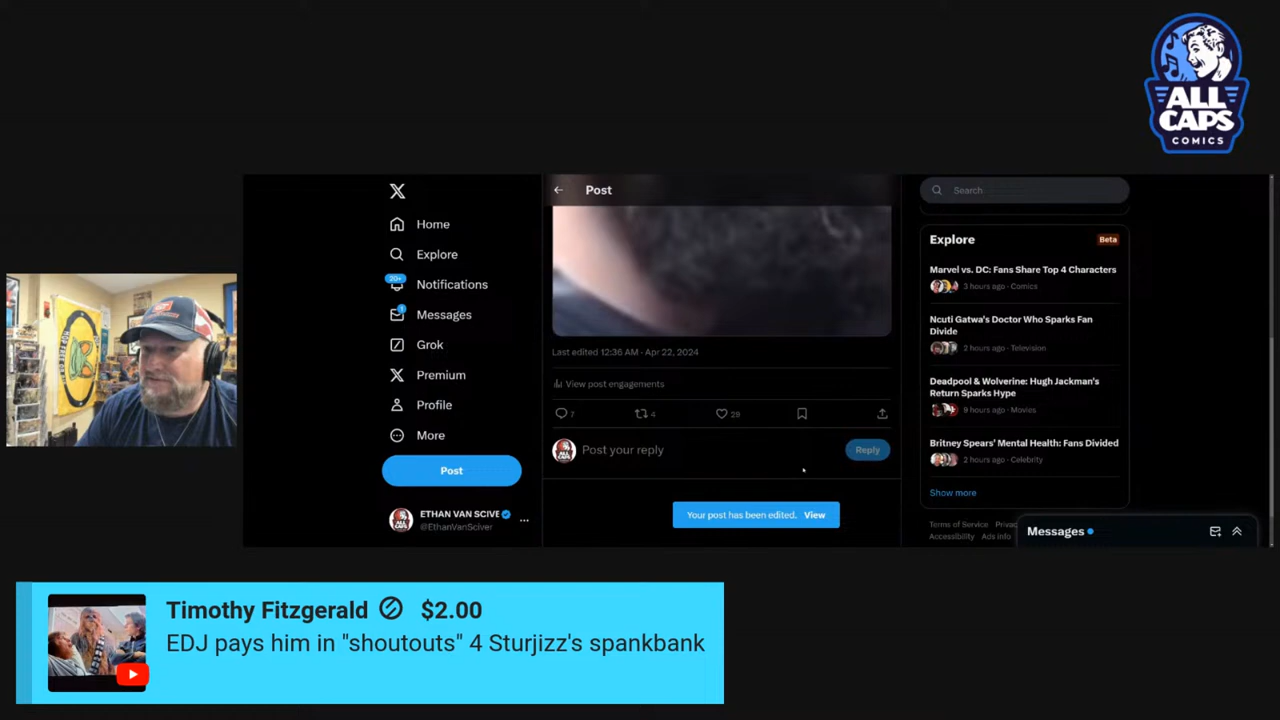 ALL
CAPS
COMICS
Home
Explore
20+
Notifications
1
Messages
Grok
Premium
Profile
More
Post
ETHAN VAN SCIVE
@EthanVanSciver
Post
Last edited 12:36 AM · Apr 22, 2024
View post engagements
7
4
29
Post your reply
Reply
Your post has been edited. View
Search
Explore
Beta
Marvel vs. DC: Fans Share Top 4 Characters
3 hours ago · Comics
Ncuti Gatwa's Doctor Who Sparks Fan
Divide
2 hours ago · Television
Deadpool & Wolverine: Hugh Jackman's
Return Sparks Hype
9 hours ago · Movies
Britney Spears' Mental Health: Fans Divided
2 hours ago · Celebrity
Show more
Terms of Service
Accessibility Ads info
Messages
Timothy Fitzgerald $2.00
EDJ pays him in "shoutouts" 4 Sturjizz's spankbank